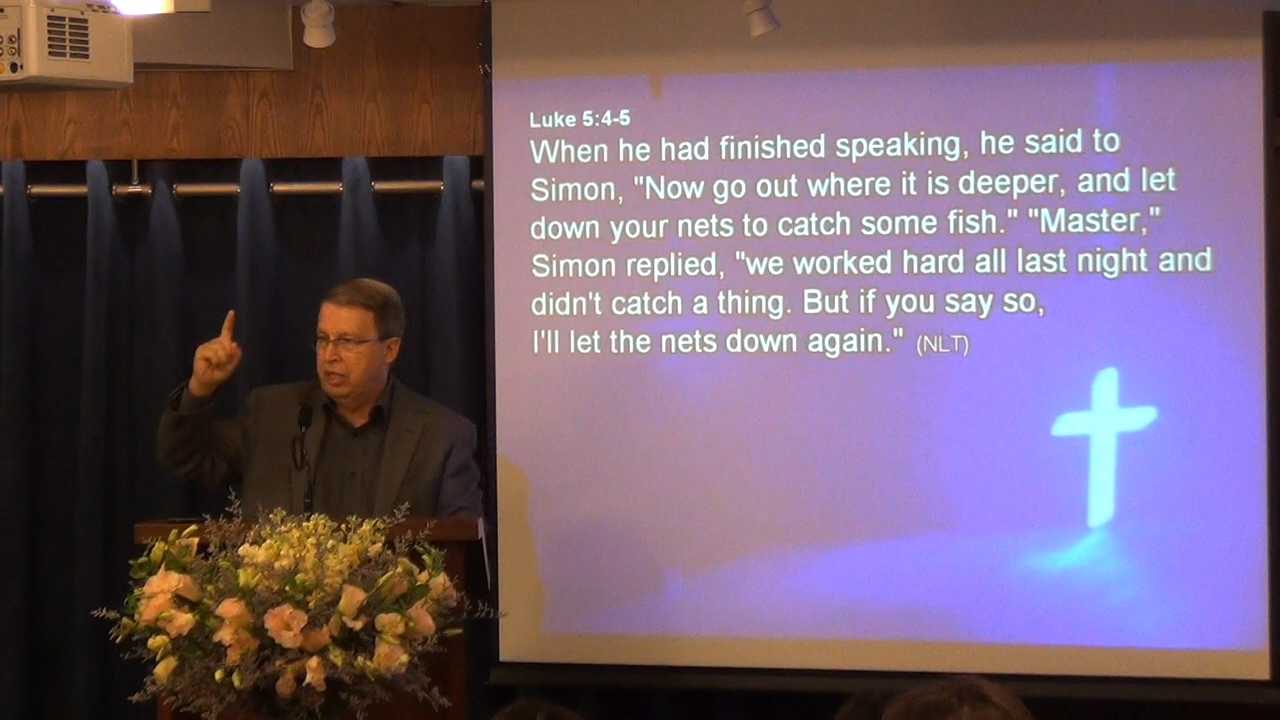 Luke 5:4-5
When he had finished speaking, he said to
Simon, "Now go out where it is deeper, and let
down your nets to catch some fish." "Master,"
Simon replied, "we worked hard all last night and
didn't catch a thing. But if you say so,
I'll let the nets down again." (NLT)